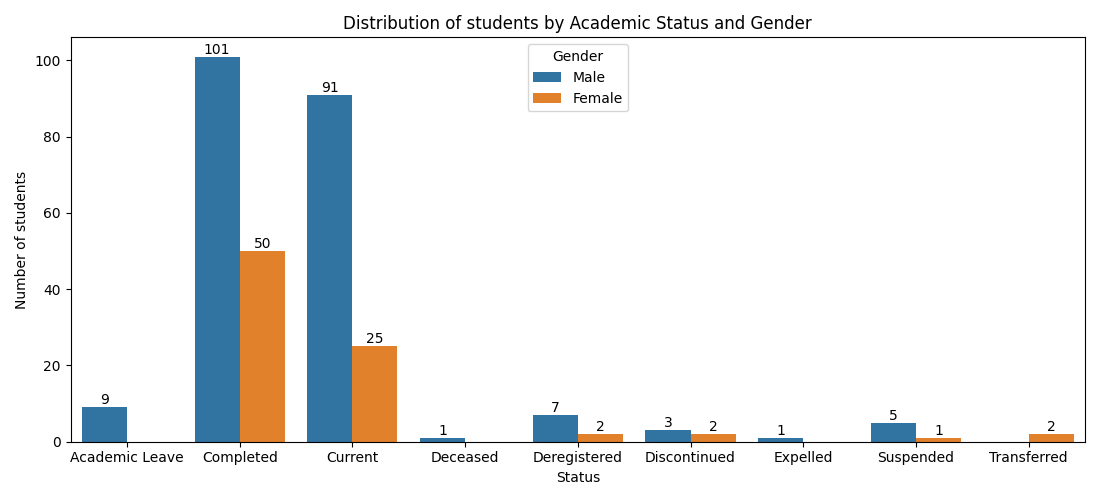 Distribution of students by Academic Status and Gender
Gender
Male
Female
Number of students
100
80
60
40
20
0
9
101
50
91
25
1
7
2
3
2
1
5
1
2
Academic Leave
Completed
Current
Deceased
Deregistered
Discontinued
Expelled
Suspended
Transferred
Status